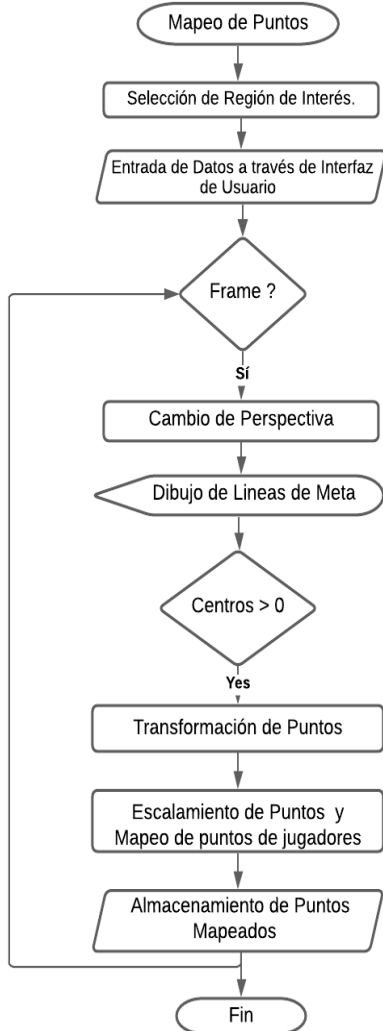 Mapeo de Puntos
Selección de Región de Interés.
Entrada de Datos a través de Interfaz
de Usuario
Frame ?
Sí
Cambio de Perspectiva
Dibujo de Lineas de Meta
Centros > 0
Yes
Transformación de Puntos
Escalamiento de Puntos y
Mapeo de puntos de jugadores
Almacenamiento de Puntos
Mapeados
Fin